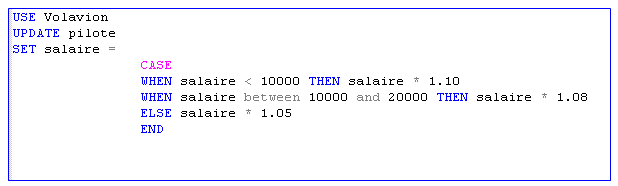 USE Volavion
UPDATE pilote
SET salaire =
CASE
WHEN salaire < 10000 THEN salaire * 1.10
WHEN salaire between 10000 and 20000 THEN salaire * 1.08
ELSE salaire * 1.05
END